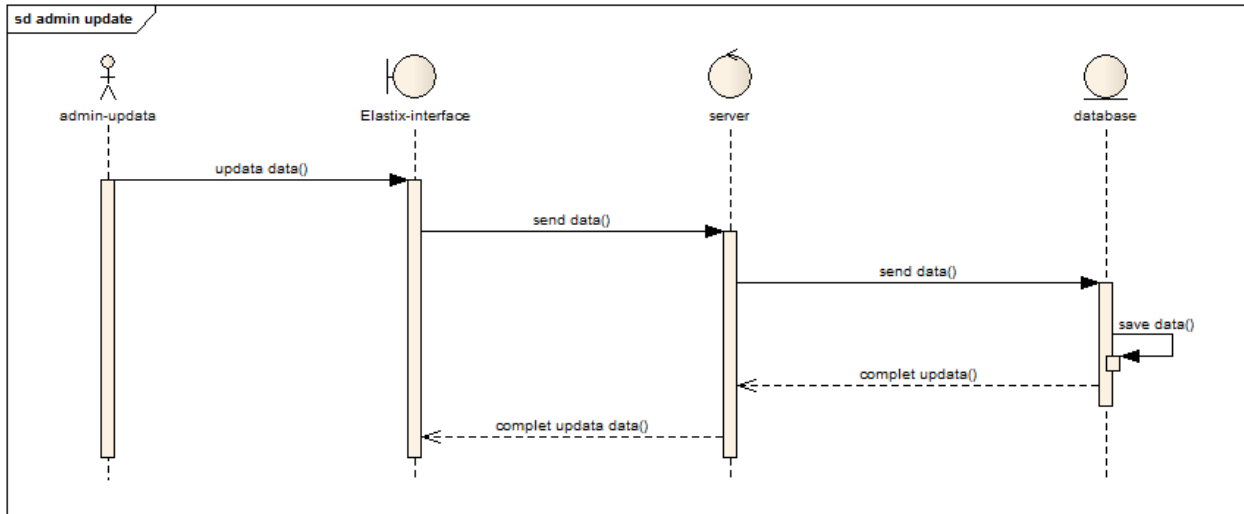 sd admin update
admin-updata
Elastix-interface
server
database
updata data()
send data()
send data()
save data()
complet updata()
complet updata data()